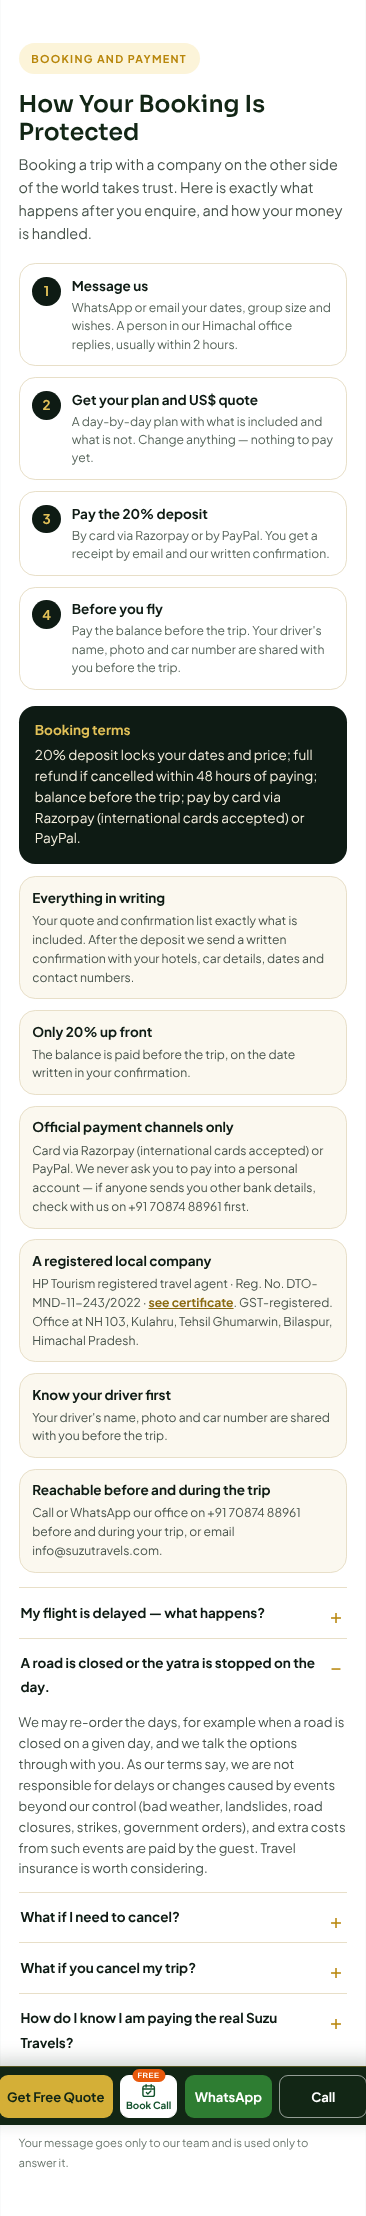 BOOKING AND PAYMENT
How Your Booking Is
Protected
Booking a trip with a company on the other side
of the world takes trust. Here is exactly what
happens after you enquire, and how your money
is handled.
1
Message us
WhatsApp or email your dates, group size and
wishes. A person in our Himachal office
replies, usually within 2 hours.
2
Get your plan and US$ quote
A day-by-day plan with what is included and
what is not. Change anything — nothing to pay
yet.
3
Pay the 20% deposit
By card via Razorpay or by PayPal. You get a
receipt by email and our written confirmation.
4
Before you fly
Pay the balance before the trip. Your driver's
name, photo and car number are shared with
you before the trip.
Booking terms
20% deposit locks your dates and price; full
refund if cancelled within 48 hours of paying;
balance before the trip; pay by card via
Razorpay (international cards accepted) or
PayPal.
Everything in writing
Your quote and confirmation list exactly what is
included. After the deposit we send a written
confirmation with your hotels, car details, dates and
contact numbers.
Only 20% up front
The balance is paid before the trip, on the date
written in your confirmation.
Official payment channels only
Card via Razorpay (international cards accepted) or
PayPal. We never ask you to pay into a personal
account — if anyone sends you other bank details,
check with us on +91 70874 88961 first.
A registered local company
HP Tourism registered travel agent · Reg. No. DTO-
MND-11-243/2022 · see certificate. GST-registered.
Office at NH 103, Kulahru, Tehsil Ghumarwin, Bilaspur,
Himachal Pradesh.
Know your driver first
Your driver's name, photo and car number are shared
with you before the trip.
Reachable before and during the trip
Call or WhatsApp our office on +91 70874 88961
before and during your trip, or email
info@suzutravels.com.
My flight is delayed — what happens? +
A road is closed or the yatra is stopped on the −
day.
We may re-order the days, for example when a road is
closed on a given day, and we talk the options
through with you. As our terms say, we are not
responsible for delays or changes caused by events
beyond our control (bad weather, landslides, road
closures, strikes, government orders), and extra costs
from such events are paid by the guest. Travel
insurance is worth considering.
What if I need to cancel? +
What if you cancel my trip? +
How do I know I am paying the real Suzu +
Travels?
Get Free Quote
FREE
Book Call
WhatsApp
Call
Your message goes only to our team and is used only to
answer it.